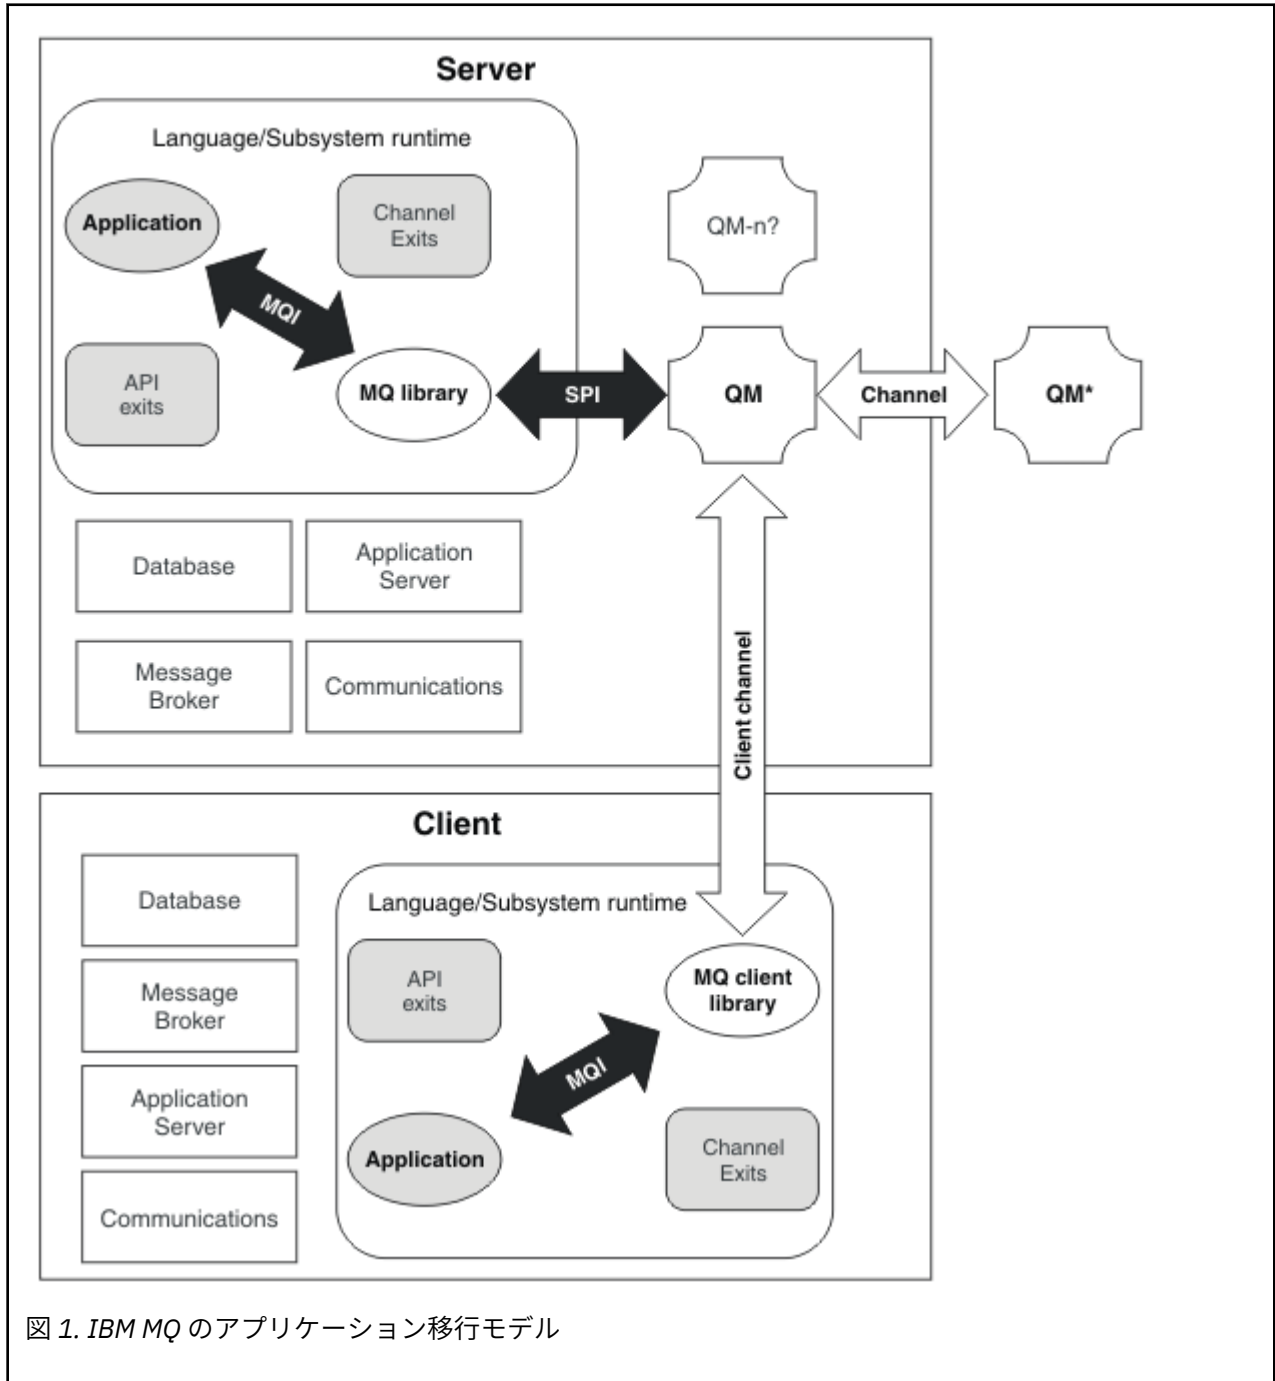 Server
Language/Subsystem runtime
Application
Channel
Exits
MQI
API
exits
MQ library
SPI
QM-n?
QM
Channel
QM*
Database
Application
Server
Message
Broker
Communications
Client channel
Client
Database
Message
Broker
Application
Server
Communications
Language/Subsystem runtime
API
exits
MQ client
library
MQI
Application
Channel
Exits
図 1. IBM MQ のアプリケーション移行モデル